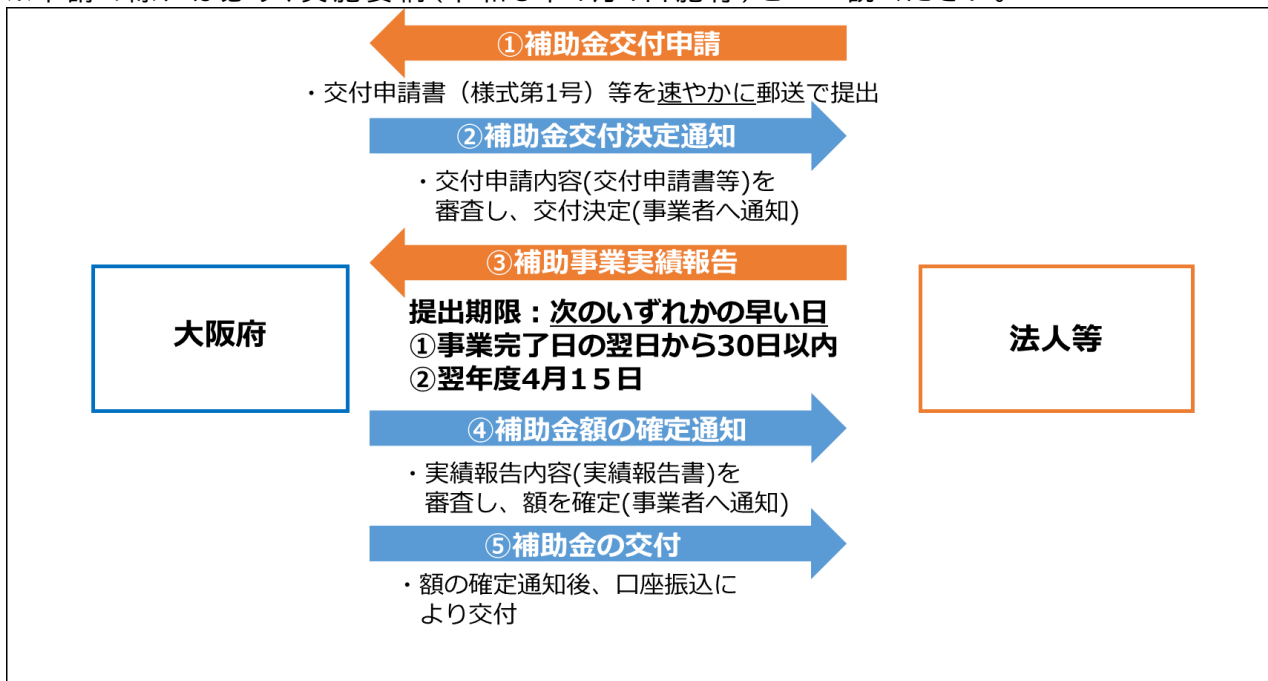 ①補助金交付申請
・交付申請書（様式第1号）等を速やかに郵送で提出
②補助金交付決定通知
・交付申請内容(交付申請書等)を
審査し、交付決定(事業者へ通知)
③補助事業実績報告
大阪府
提出期限：次のいずれかの早い日
①事業完了日の翌日から30日以内
②翌年度4月１５日
法人等
④補助金額の確定通知
・実績報告内容(実績報告書)を
審査し、額を確定(事業者へ通知)
⑤補助金の交付
・額の確定通知後、口座振込に
より交付